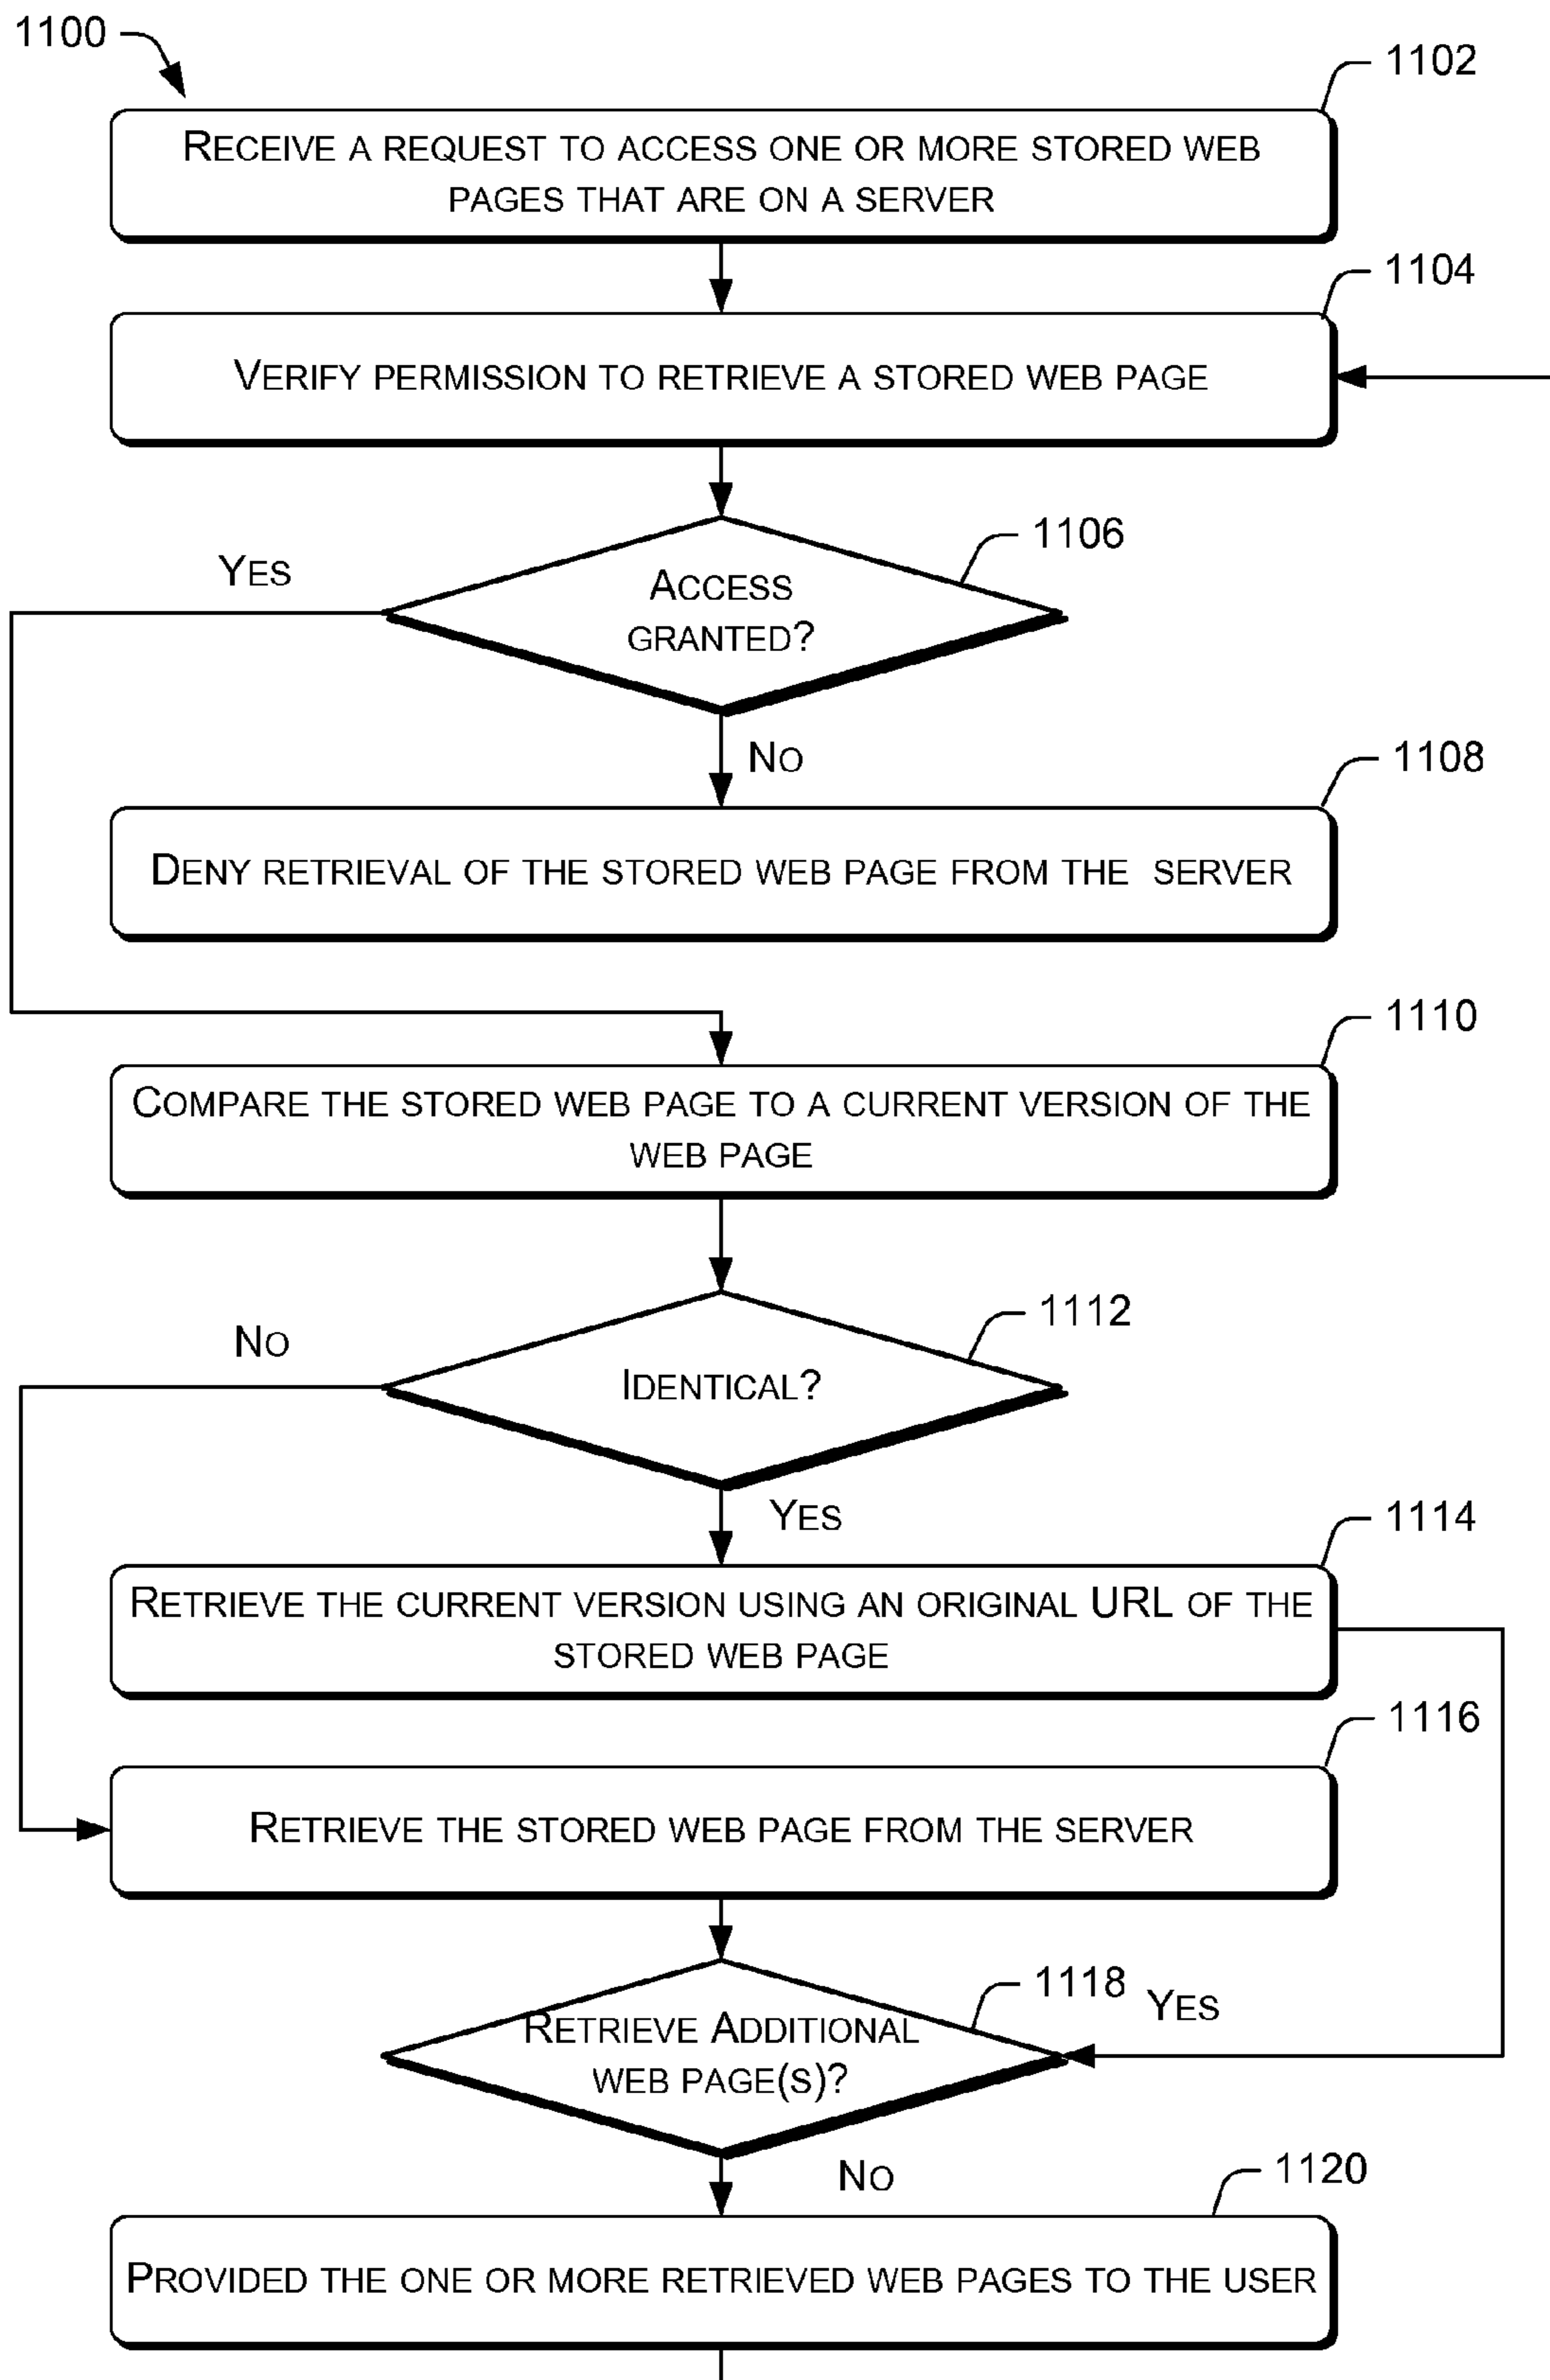 1100
1102
RECEIVE A REQUEST TO ACCESS ONE OR MORE STORED WEB
PAGES THAT ARE ON A SERVER
1104
VERIFY PERMISSION TO RETRIEVE A STORED WEB PAGE
1106
YES
ACCESS
GRANTED?
NO
1108
DENY RETRIEVAL OF THE STORED WEB PAGE FROM THE SERVER
1110
COMPARE THE STORED WEB PAGE TO A CURRENT VERSION OF THE
WEB PAGE
1112
NO
IDENTICAL?
YES
1114
RETRIEVE THE CURRENT VERSION USING AN ORIGINAL URL OF THE
STORED WEB PAGE
1116
RETRIEVE THE STORED WEB PAGE FROM THE SERVER
1118
YES
RETRIEVE ADDITIONAL
WEB PAGE(S)?
NO
1120
PROVIDED THE ONE OR MORE RETRIEVED WEB PAGES TO THE USER